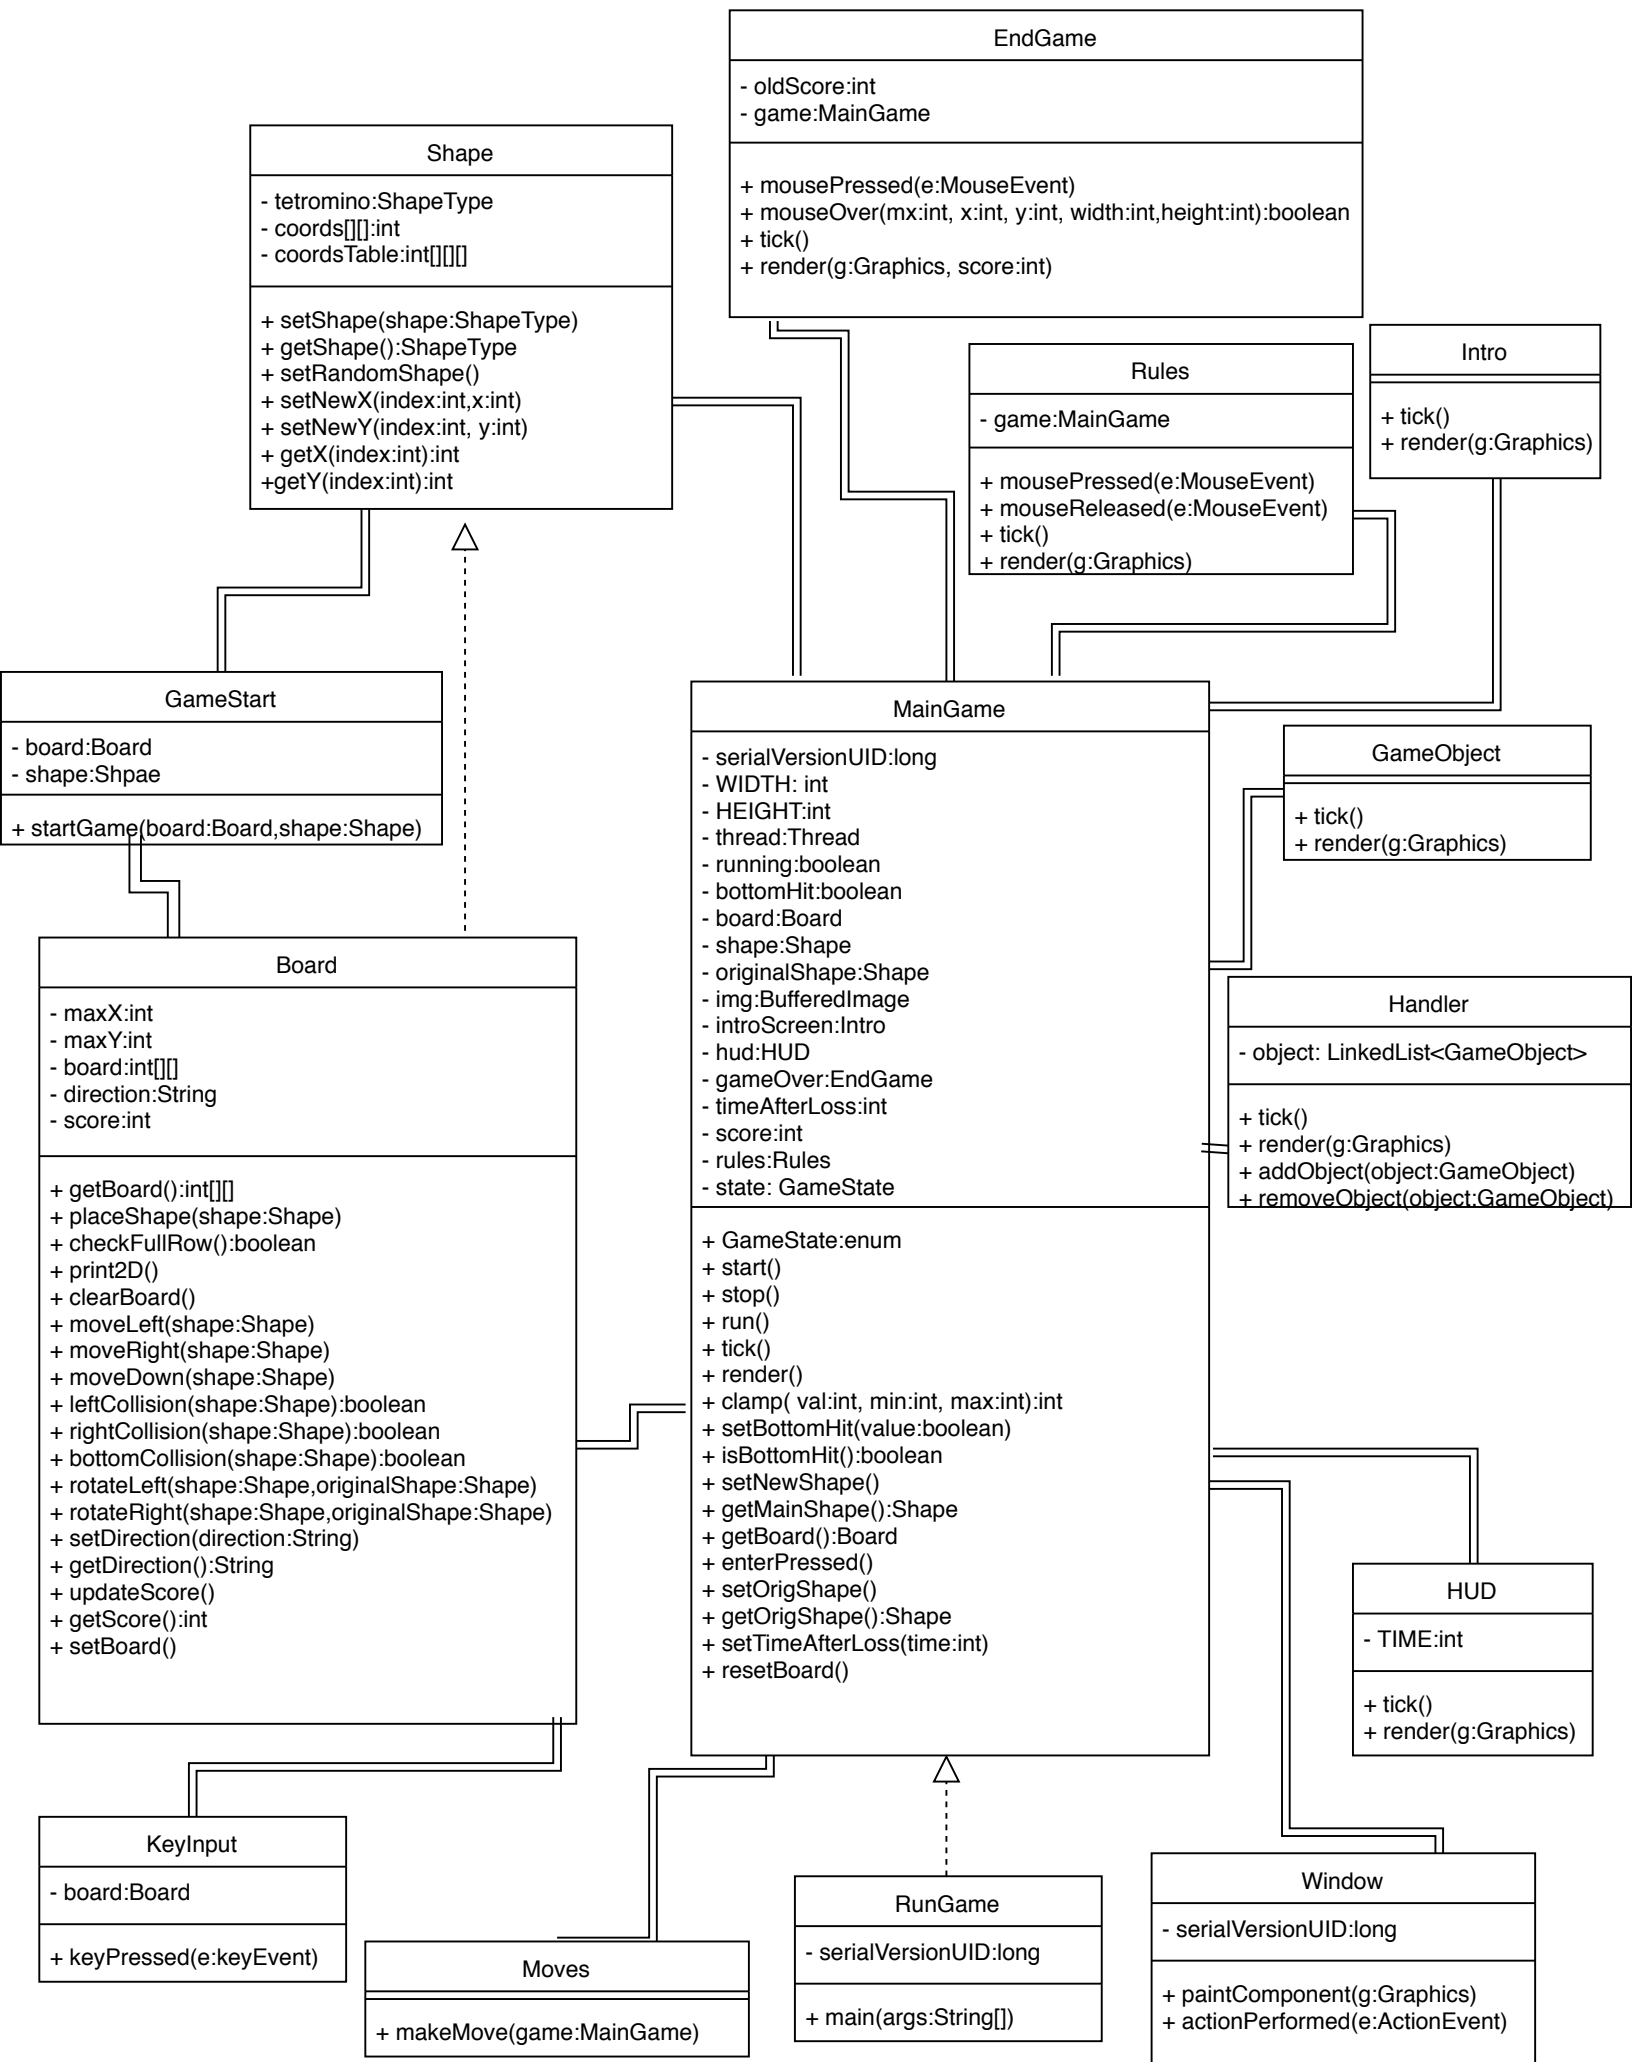 EndGame
- oldScore:int
- game:MainGame
+ mousePressed(e:MouseEvent)
+ mouseOver(mx:int, x:int, y:int, width:int,height:int):boolean
+ tick()
+ render(g:Graphics, score:int)
Shape
- tetromino:ShapeType
- coords[][]:int
- coordsTable:int[][][]
+ setShape(shape:ShapeType)
+ getShape():ShapeType
+ setRandomShape()
+ setNewX(index:int,x:int)
+ setNewY(index:int, y:int)
+ getX(index:int):int
+getY(index:int):int
Rules
- game:MainGame
+ mousePressed(e:MouseEvent)
+ mouseReleased(e:MouseEvent)
+ tick()
+ render(g:Graphics)
Intro
+ tick()
+ render(g:Graphics)
GameStart
- board:Board
- shape:Shpae
+ startGame(board:Board,shape:Shape)
MainGame
- serialVersionUID:long
- WIDTH: int
- HEIGHT:int
- thread:Thread
- running:boolean
- bottomHit:boolean
- board:Board
- shape:Shape
- originalShape:Shape
- img:BufferedImage
- introScreen:Intro
- hud:HUD
- gameOver:EndGame
- timeAfterLoss:int
- score:int
- rules:Rules
- state: GameState
+ GameState:enum
+ start()
+ stop()
+ run()
+ tick()
+ render()
+ clamp( val:int, min:int, max:int):int
+ setBottomHit(value:boolean)
+ isBottomHit():boolean
+ setNewShape()
+ getMainShape():Shape
+ getBoard():Board
+ enterPressed()
+ setOrigShape()
+ getOrigShape():Shape
+ setTimeAfterLoss(time:int)
+ resetBoard()
GameObject
+ tick()
+ render(g:Graphics)
Handler
- object: LinkedList<GameObject>
+ tick()
+ render(g:Graphics)
+ addObject(object:GameObject)
+ removeObject(object:GameObject)
Board
- maxX:int
- maxY:int
- board:int[][]
- direction:String
- score:int
+ getBoard():int[][]
+ placeShape(shape:Shape)
+ checkFullRow():boolean
+ print2D()
+ clearBoard()
+ moveLeft(shape:Shape)
+ moveRight(shape:Shape)
+ moveDown(shape:Shape)
+ leftCollision(shape:Shape):boolean
+ rightCollision(shape:Shape):boolean
+ bottomCollision(shape:Shape):boolean
+ rotateLeft(shape:Shape,originalShape:Shape)
+ rotateRight(shape:Shape,originalShape:Shape)
+ setDirection(direction:String)
+ getDirection():String
+ updateScore()
+ getScore():int
+ setBoard()
HUD
- TIME:int
+ tick()
+ render(g:Graphics)
KeyInput
- board:Board
+ keyPressed(e:keyEvent)
Moves
+ makeMove(game:MainGame)
RunGame
- serialVersionUID:long
+ main(args:String[])
Window
- serialVersionUID:long
+ paintComponent(g:Graphics)
+ actionPerformed(e:ActionEvent)